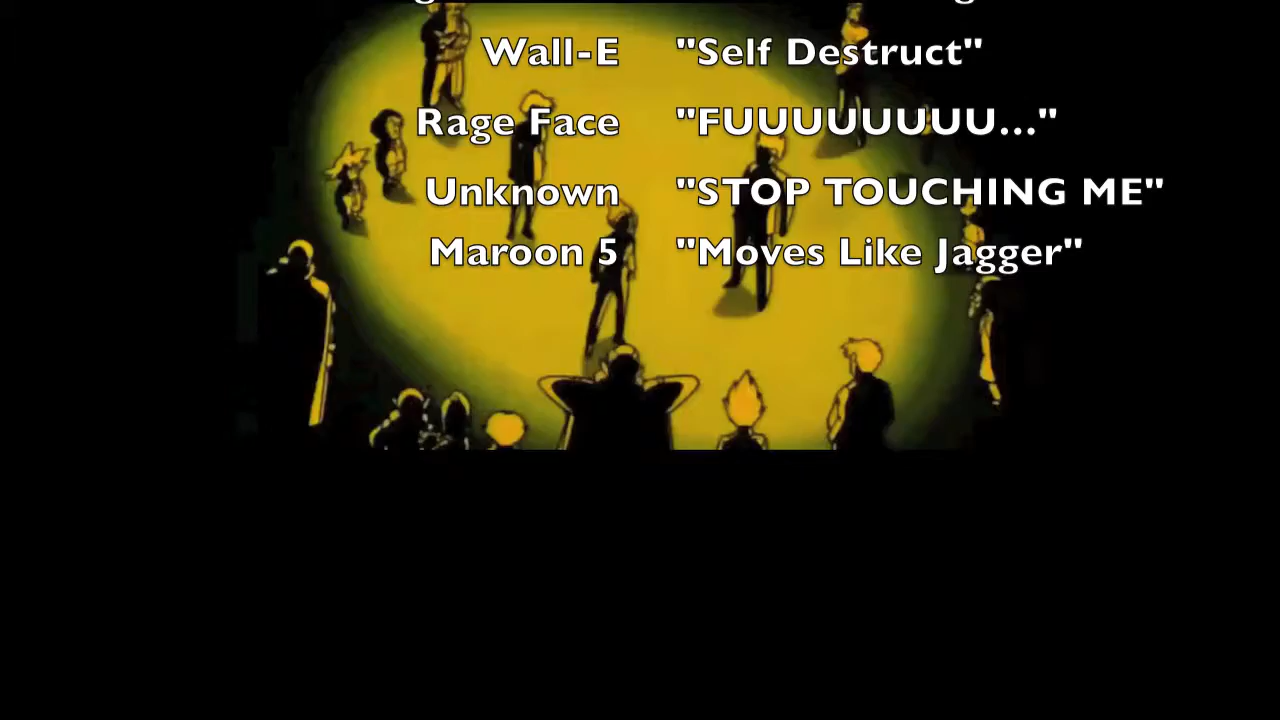 Wall-E "Self Destruct"
Rage Face "FUUUUUUUU..."
Unknown "STOP TOUCHING ME"
Maroon 5 "Moves Like Jagger"